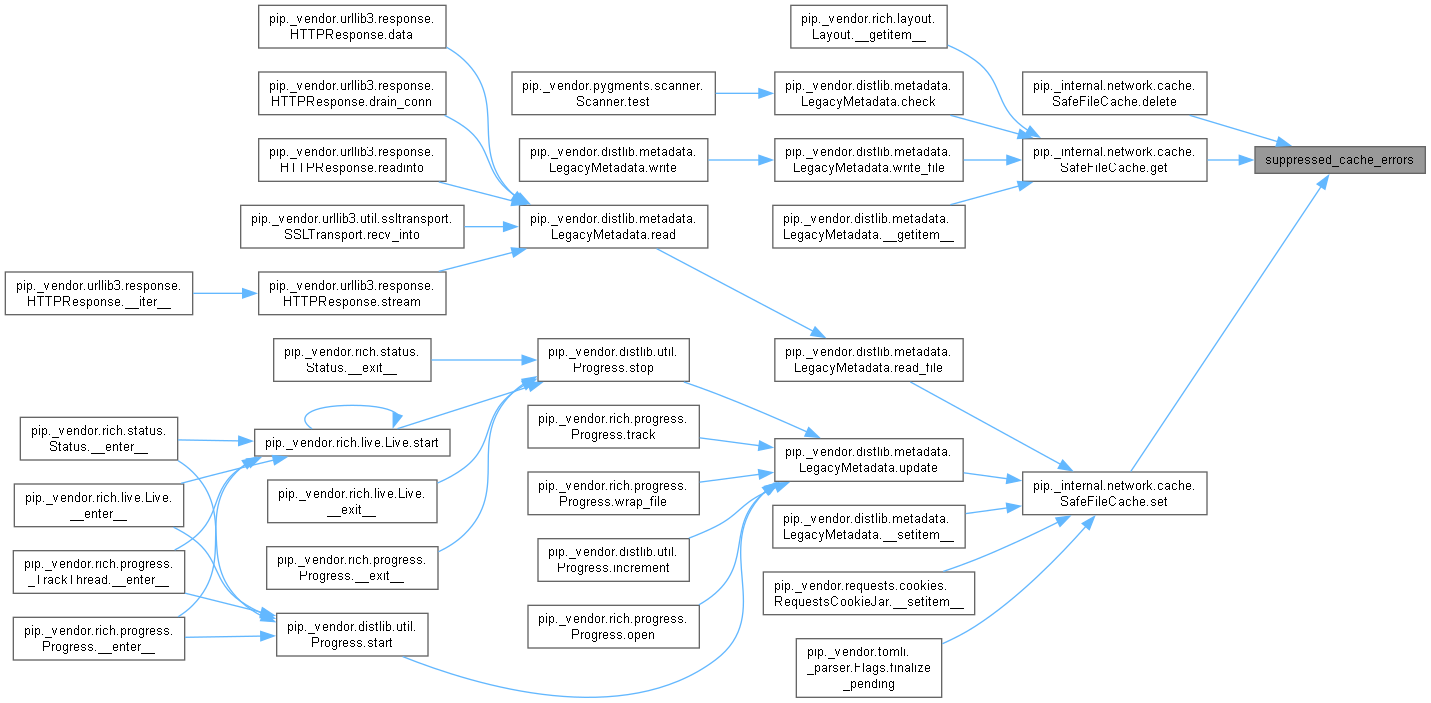 pip._vendor.urllib3.response.
HTTPResponse.data
pip._vendor.rich.layout.
Layout.__getitem__
pip._vendor.urllib3.response.
HTTPResponse.drain_conn
pip._vendor.pygments.scanner.
Scanner.test
pip._vendor.distlib.metadata.
LegacyMetadata.check
pip._internal.network.cache.
SafeFileCache.delete
pip._vendor.urllib3.response.
HTTPResponse.readinto
pip._vendor.distlib.metadata.
LegacyMetadata.write
pip._vendor.distlib.metadata.
LegacyMetadata.write_file
pip._internal.network.cache.
SafeFileCache.get
suppressed_cache_errors
pip._vendor.urllib3.util.ssltransport.
SSLTransport.recv_into
pip._vendor.distlib.metadata.
LegacyMetadata.read
pip._vendor.distlib.metadata.
LegacyMetadata.__getitem__
pip._vendor.urllib3.response.
HTTPResponse.__iter__
pip._vendor.urllib3.response.
HTTPResponse.stream
pip._vendor.rich.status.
Status.__exit__
pip._vendor.distlib.util.
Progress.stop
pip._vendor.distlib.metadata.
LegacyMetadata.read_file
pip._vendor.rich.status.
Status.__enter__
pip._vendor.rich.live.Live.start
pip._vendor.rich.progress.
Progress.track
pip._vendor.distlib.metadata.
LegacyMetadata.update
pip._vendor.rich.live.Live.
__enter__
pip._vendor.rich.live.Live.
__exit__
pip._vendor.rich.progress.
Progress.wrap_file
pip._internal.network.cache.
SafeFileCache.set
pip._vendor.distlib.metadata.
LegacyMetadata.__setitem__
pip._vendor.rich.progress.
_TrackThread.__enter__
pip._vendor.rich.progress.
Progress.__exit__
pip._vendor.distlib.util.
Progress.increment
pip._vendor.requests.cookies.
RequestsCookieJar.__setitem__
pip._vendor.rich.progress.
Progress.__enter__
pip._vendor.distlib.util.
Progress.start
pip._vendor.rich.progress.
Progress.open
pip._vendor.tomli.
_parser.Flags.finalize
_pending